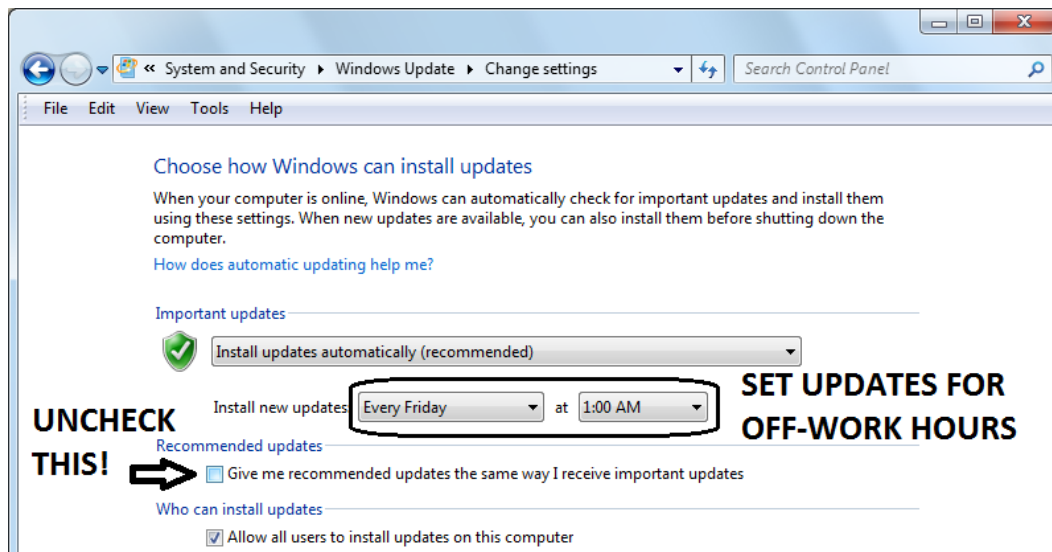 « System and Security ▸ Windows Update ▸ Change settings
Search Control Panel
File Edit View Tools Help
Choose how Windows can install updates
When your computer is online, Windows can automatically check for important updates and install them
using these settings. When new updates are available, you can also install them before shutting down the
computer.
How does automatic updating help me?
Important updates
Install updates automatically (recommended)
Install new updates Every Friday at 1:00 AM
SET UPDATES FOR
OFF-WORK HOURS
UNCHECK
THIS!
Recommended updates
Give me recommended updates the same way I receive important updates
Who can install updates
Allow all users to install updates on this computer